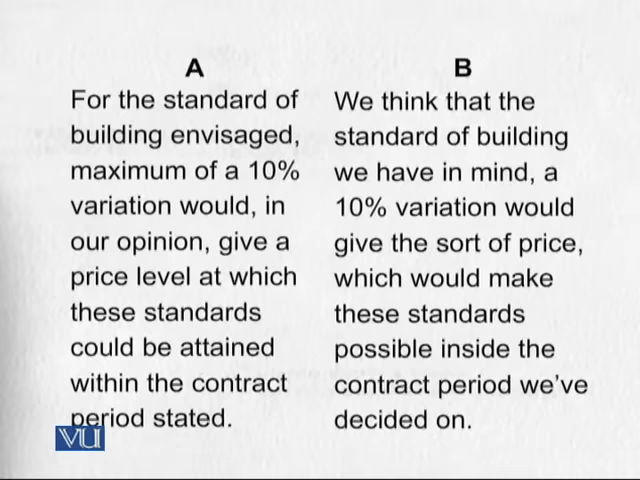 A
For the standard of
building envisaged,
maximum of a 10%
variation would, in
our opinion, give a
price level at which
these standards
could be attained
within the contract
period stated.
B
We think that the
standard of building
we have in mind, a
10% variation would
give the sort of price,
which would make
these standards
possible inside the
contract period we've
decided on.
VU